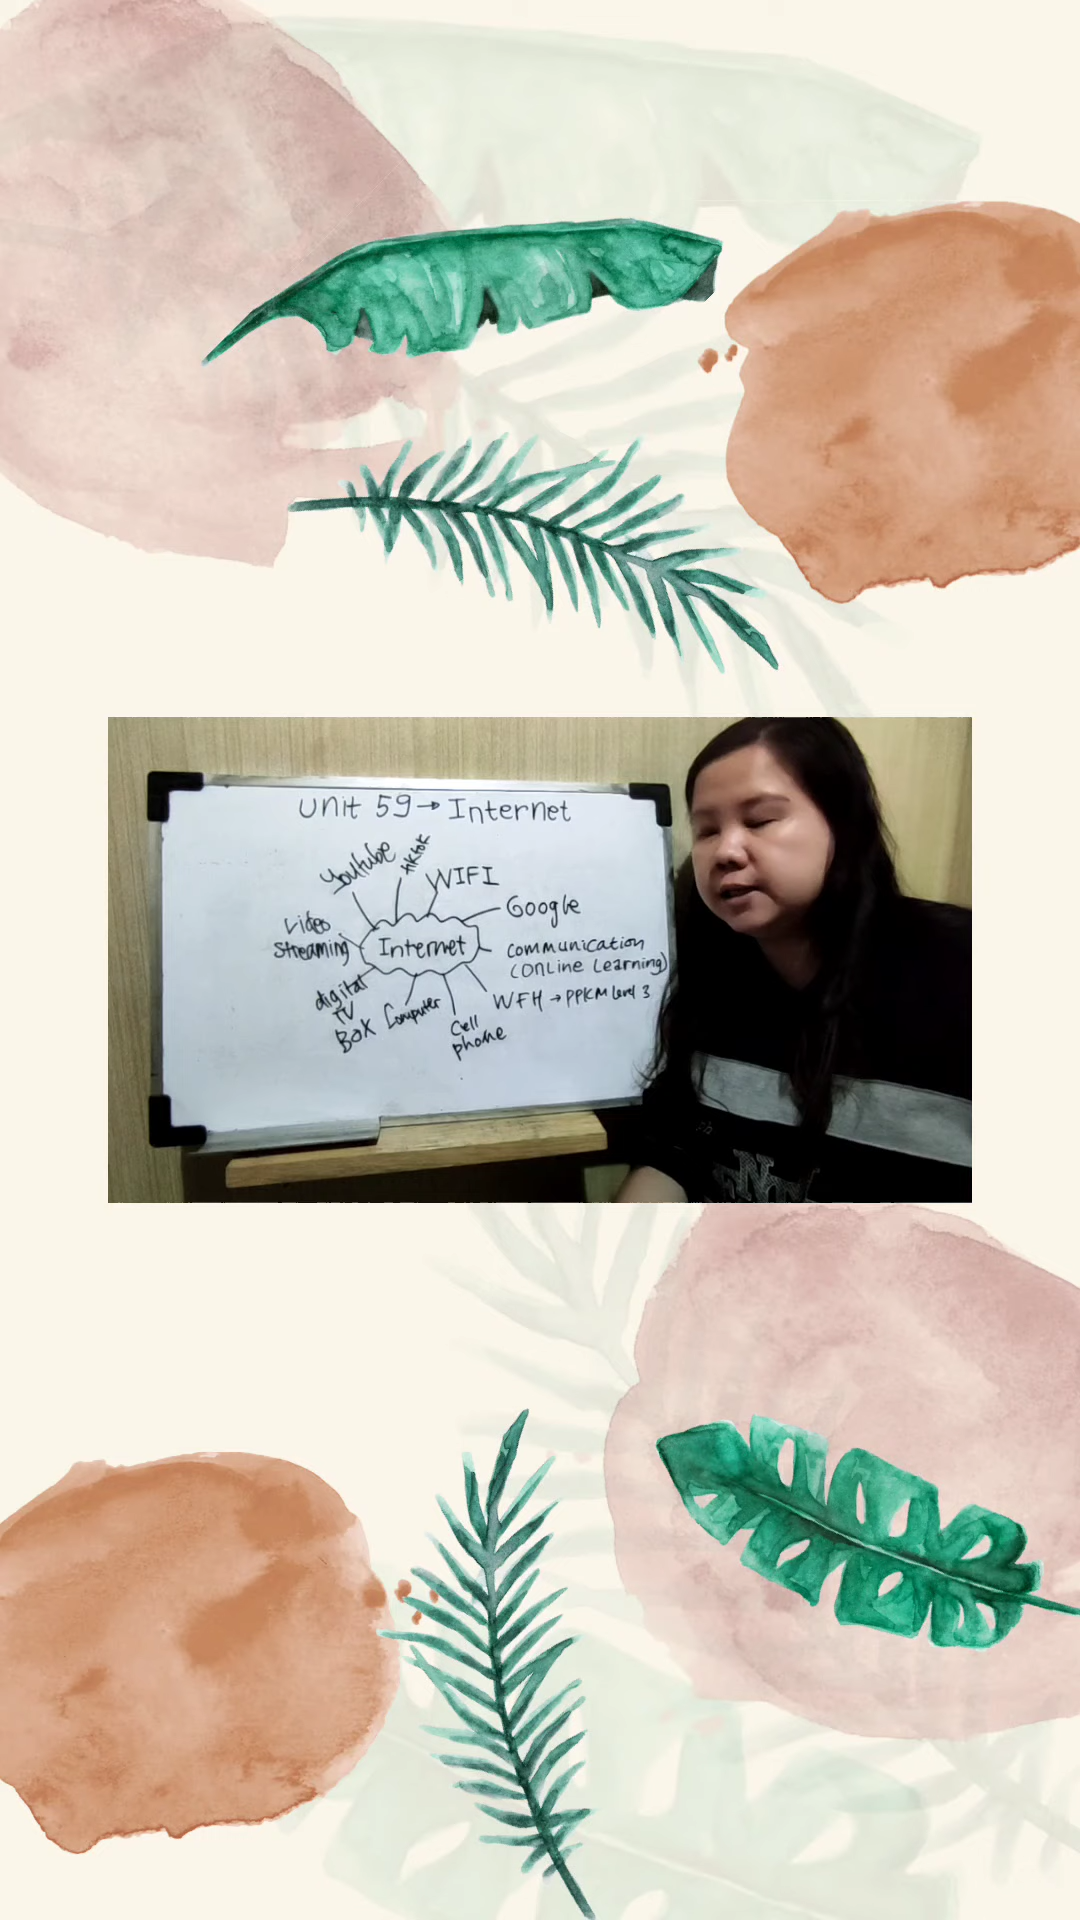 Unit 59 → Internet
Youtube
tiktok
WIFI
Google
Video
Streaming
Internet
communication
(Online Learning)
digital
TV
Box
Computer
Cell
phone
WFH → PPKM level 3